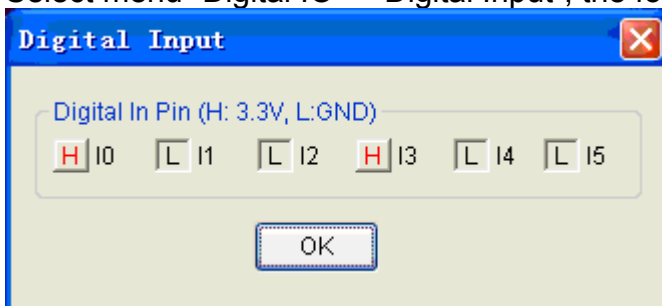 Digital Input
Digital In Pin (H: 3.3V, L:GND)
H I0 L I1 L I2 H I3 L I4 L I5
OK